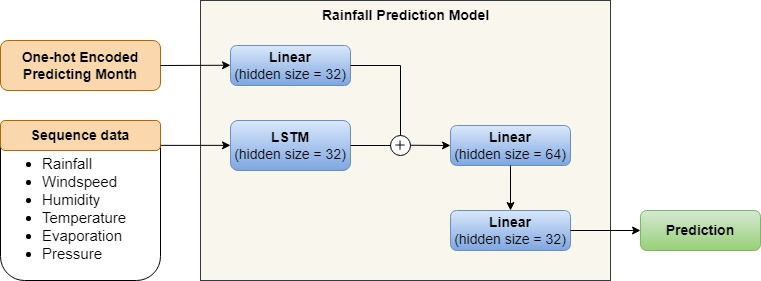 Rainfall Prediction Model
One-hot Encoded
Predicting Month
Linear
(hidden size = 32)
Sequence data
• Rainfall
• Windspeed
• Humidity
• Temperature
• Evaporation
• Pressure
LSTM
(hidden size = 32)
+
Linear
(hidden size = 64)
Linear
(hidden size = 32)
Prediction